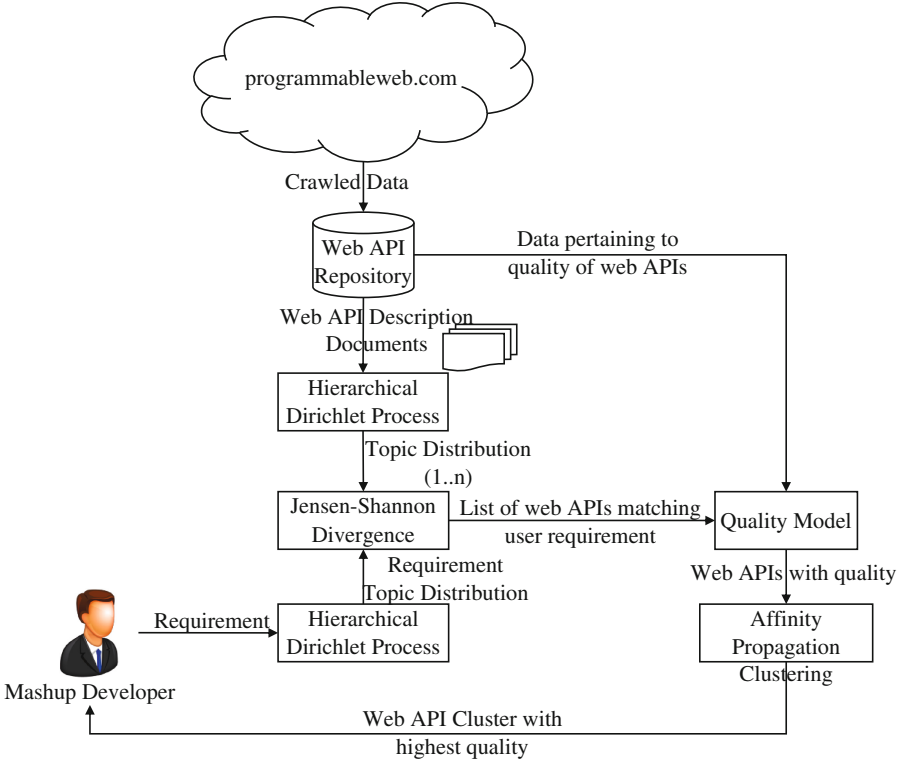 programmableweb.com
Crawled Data
Web API
Repository
Data pertaining to
quality of web APIs
Web API Description
Documents
Hierarchical
Dirichlet Process
Topic Distribution
(1..n)
Jensen-Shannon
Divergence
List of web APIs matching
user requirement
Quality Model
Requirement
Topic Distribution
Web APIs with quality
Requirement
Hierarchical
Dirichlet Process
Affinity
Propagation
Clustering
Mashup Developer
Web API Cluster with
highest quality